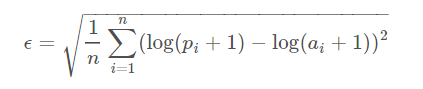 ϵ = √(1/n ∑_{i=1}^{n} (log(p_i + 1) − log(a_i + 1))²)